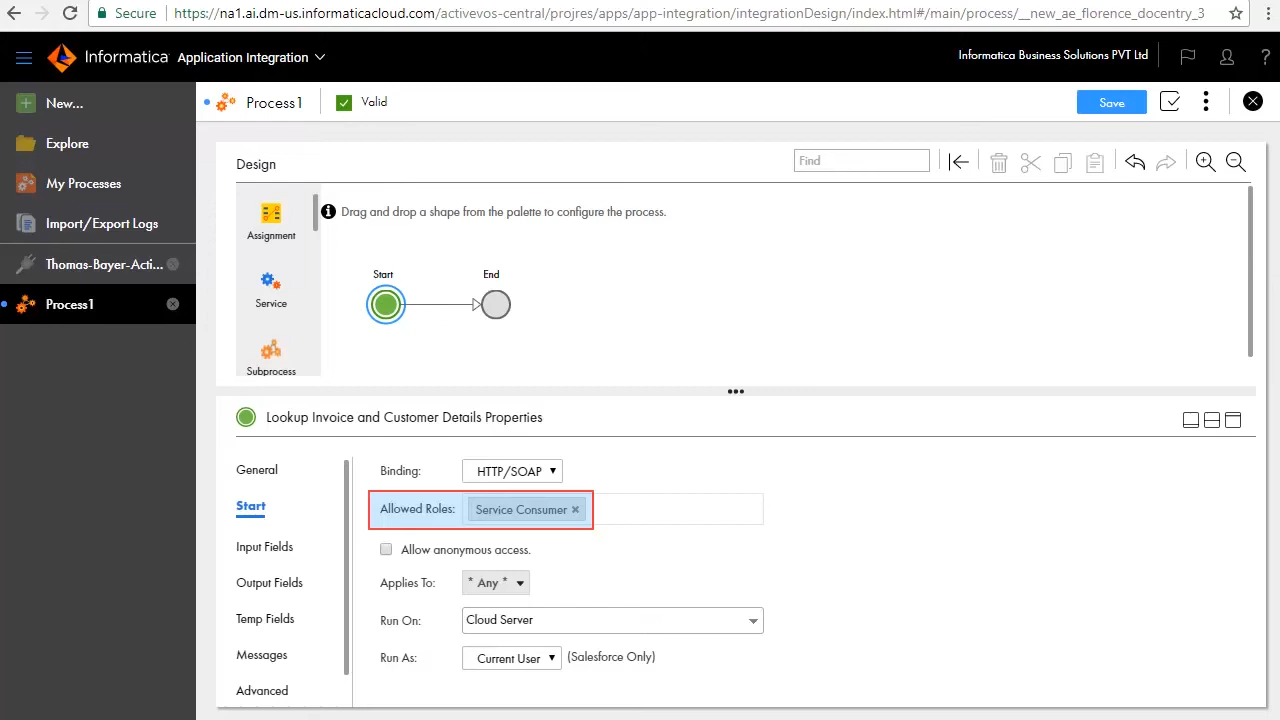 Secure https://na1.ai.dm-us.informaticacloud.com/activevos-central/projres/apps/app-integration/integrationDesign/index.html#/main/process/__new_ae_florence_docentry_3
Informatica Application Integration Informatica Business Solutions PVT Ltd ?
New...
Explore
My Processes
Import/Export Logs
Thomas-Bayer-Acti...
Process1
Process1 Valid Save
Design Find
Drag and drop a shape from the palette to configure the process.
Assignment
Service
Subprocess
Start End
Lookup Invoice and Customer Details Properties
General
Start
Input Fields
Output Fields
Temp Fields
Messages
Advanced
Binding: HTTP/SOAP
Allowed Roles: Service Consumer
Allow anonymous access.
Applies To: * Any *
Run On: Cloud Server
Run As: Current User (Salesforce Only)